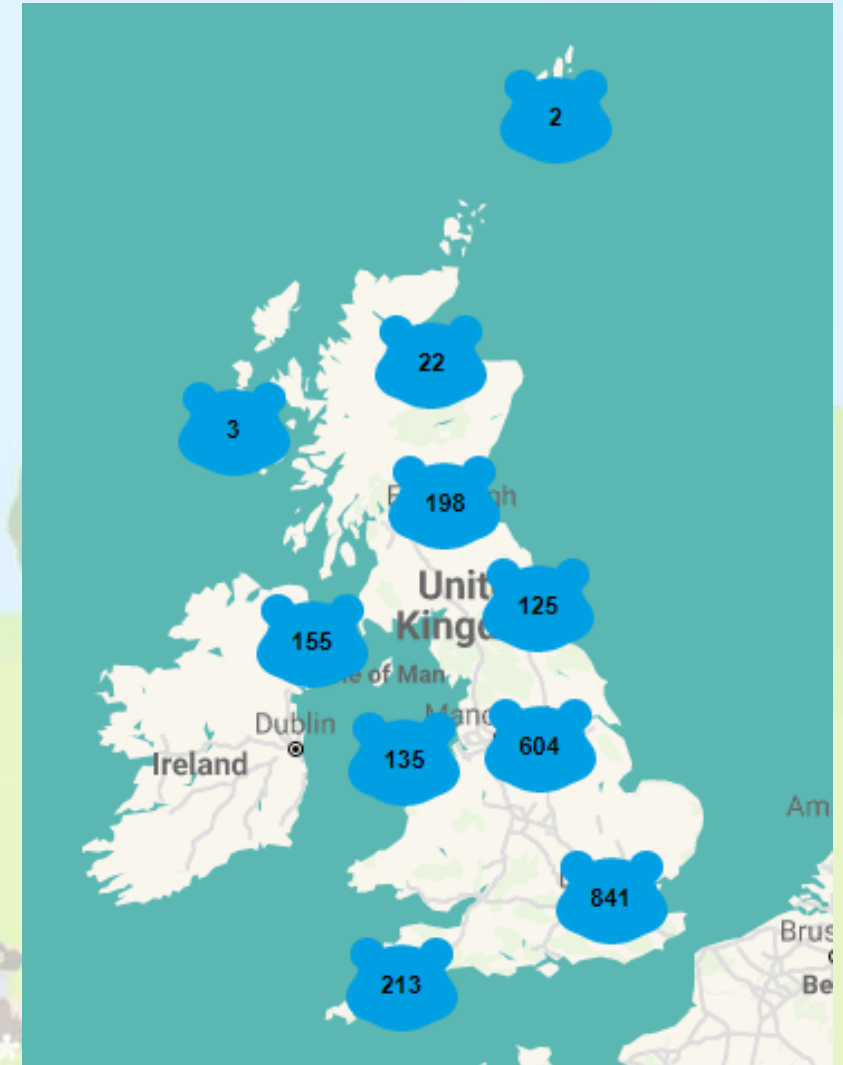 2
22
3
198
Unit
125
Kingd
155
e of Man
Manc
Dublin
604
135
Ireland
Am
841
Brus
213
Be